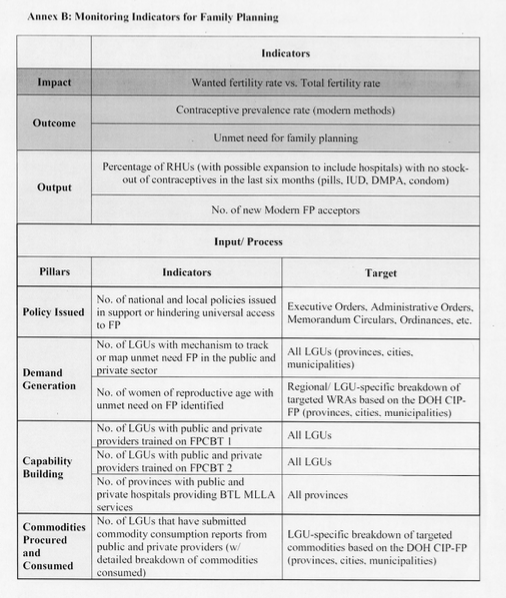 Annex B: Monitoring Indicators for Family Planning
Indicators
Impact
Wanted fertility rate vs. Total fertility rate
Outcome
Contraceptive prevalence rate (modern methods)
Unmet need for family planning
Output
Percentage of RHUs (with possible expansion to include hospitals) with no stock-
out of contraceptives in the last six months (pills, IUD, DMPA, condom)
No. of new Modern FP acceptors
Input/ Process
Pillars
Indicators
Target
Policy Issued
No. of national and local policies issued
in support or hindering universal access
to FP
Executive Orders, Administrative Orders,
Memorandum Circulars, Ordinances, etc.
Demand
Generation
No. of LGUs with mechanism to track
or map unmet need FP in the public and
private sector
All LGUs (provinces, cities,
municipalities)
No. of women of reproductive age with
unmet need on FP identified
Regional/ LGU-specific breakdown of
targeted WRAs based on the DOH CIP-
FP (provinces, cities, municipalities)
Capability
Building
No. of LGUs with public and private
providers trained on FPCBT 1
All LGUs
No. of LGUs with public and private
providers trained on FPCBT 2
All LGUs
No. of provinces with public and
private hospitals providing BTL MLLA
services
All provinces
Commodities
Procured
and
Consumed
No. of LGUs that have submitted
commodity consumption reports from
public and private providers (w/
detailed breakdown of commodities
consumed)
LGU-specific breakdown of targeted
commodities based on the DOH CIP-FP
(provinces, cities, municipalities)